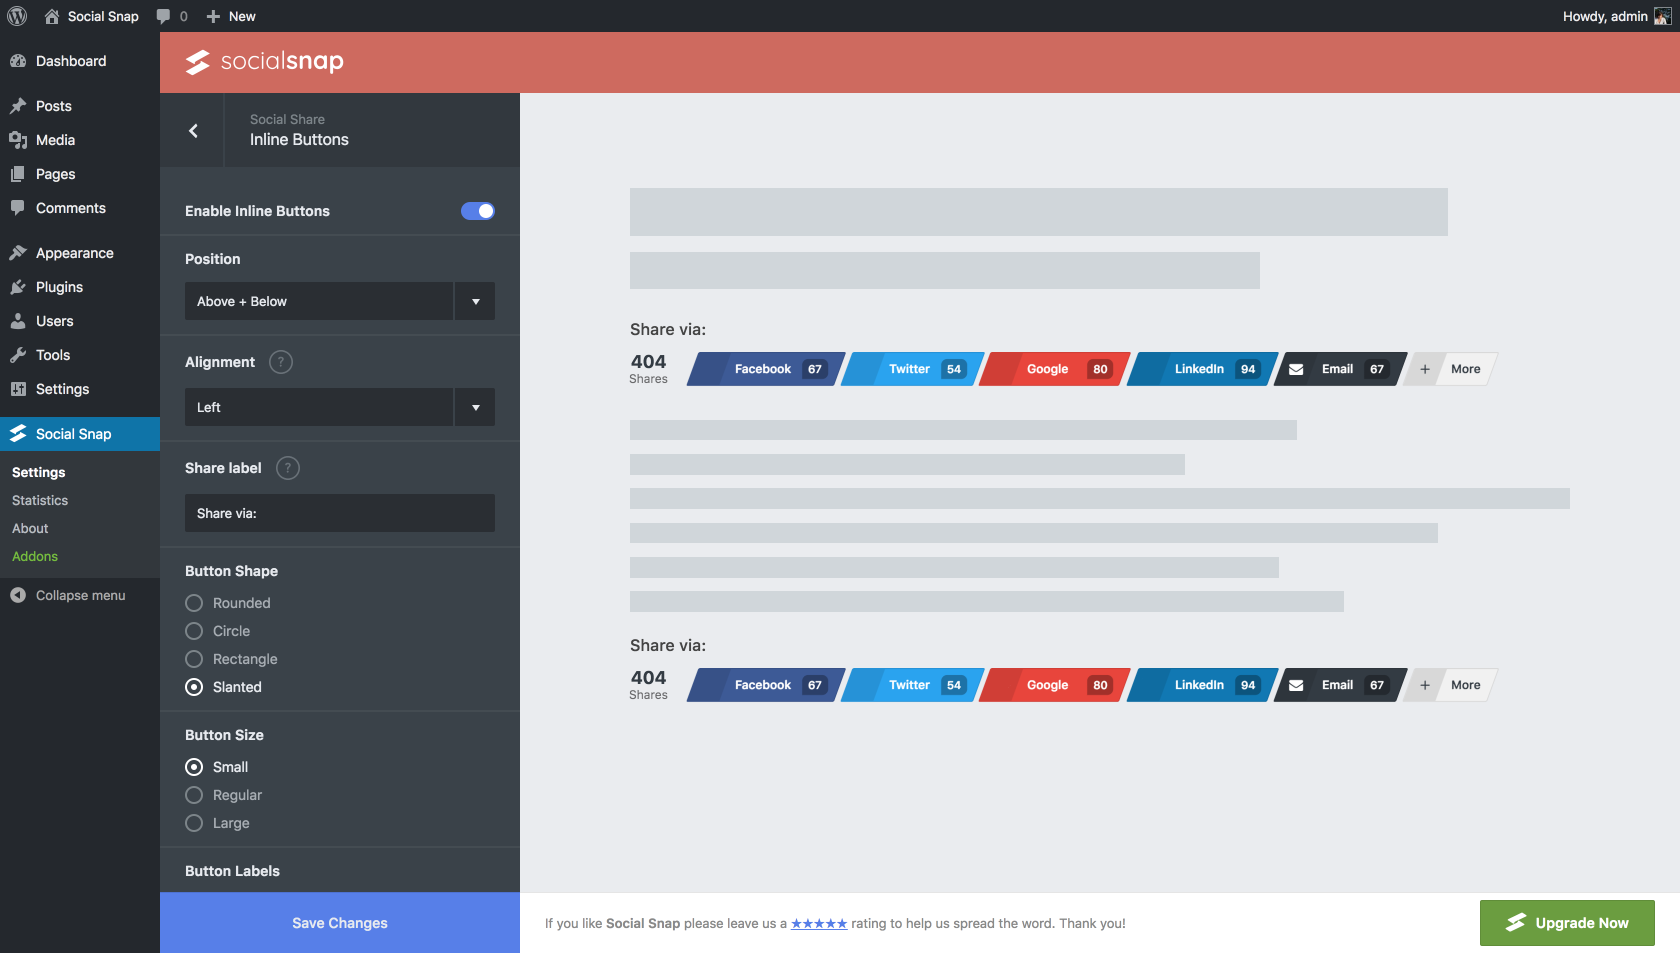 Social Snap
0
New
Howdy, admin
Dashboard
Posts
Media
Pages
Comments
Appearance
Plugins
Users
Tools
Settings
Social Snap
Settings
Statistics
About
Addons
Collapse menu
socialsnap
Social Share
Inline Buttons
Enable Inline Buttons
Position
Above + Below
Alignment ?
Left
Share label ?
Share via:
Button Shape
Rounded
Circle
Rectangle
Slanted
Button Size
Small
Regular
Large
Button Labels
Save Changes
Share via:
404 Shares
Facebook 67
Twitter 54
Google 80
LinkedIn 94
Email 67
+ More
Share via:
404 Shares
Facebook 67
Twitter 54
Google 80
LinkedIn 94
Email 67
+ More
If you like Social Snap please leave us a ★★★★★ rating to help us spread the word. Thank you!
Upgrade Now